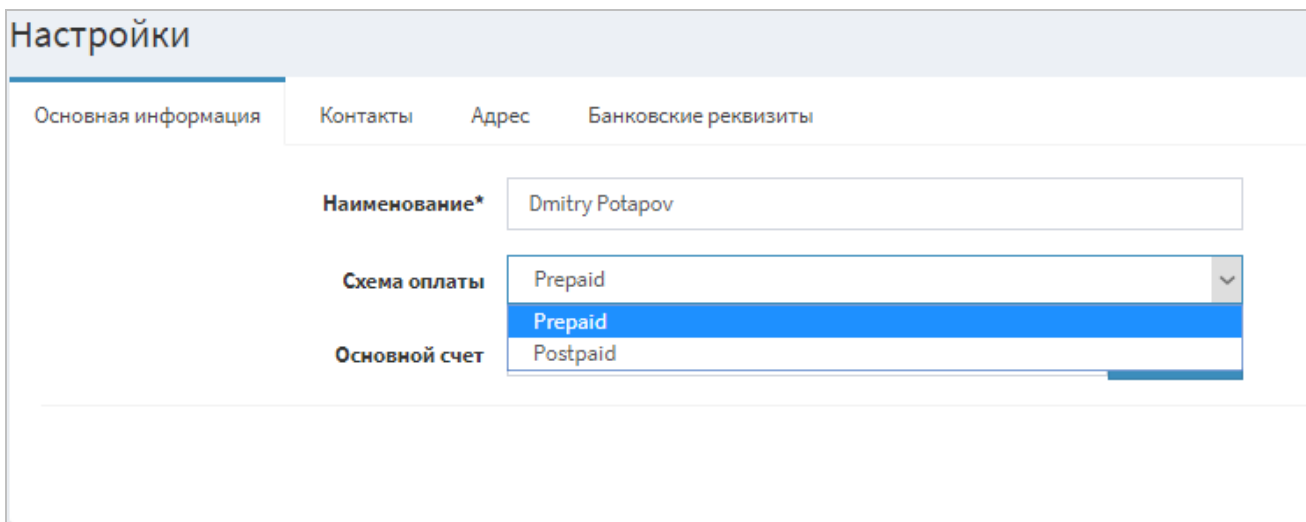 Настройки
Основная информация Контакты Адрес Банковские реквизиты
Наименование* Dmitry Potapov
Схема оплаты Prepaid
Prepaid
Postpaid
Основной счет